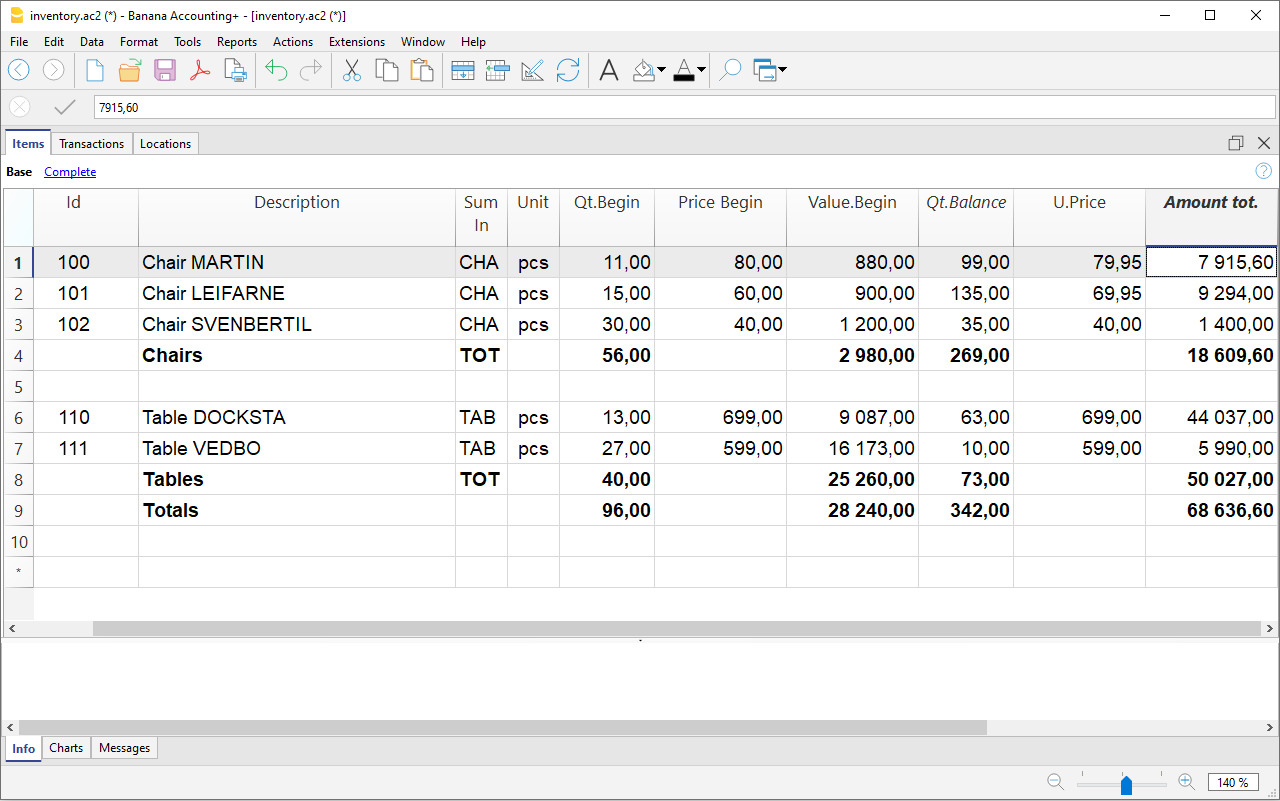 inventory.ac2 (*) - Banana Accounting+ - [inventory.ac2 (*)]
File Edit Data Format Tools Reports Actions Extensions Window Help
7915,60
Items Transactions Locations
Base Complete
Id Description Sum In Unit Qt.Begin Price Begin Value.Begin Qt.Balance U.Price Amount tot.
1 100 Chair MARTIN CHA pcs 11,00 80,00 880,00 99,00 79,95 7 915,60
2 101 Chair LEIFARNE CHA pcs 15,00 60,00 900,00 135,00 69,95 9 294,00
3 102 Chair SVENBERTIL CHA pcs 30,00 40,00 1 200,00 35,00 40,00 1 400,00
4 Chairs TOT 56,00 2 980,00 269,00 18 609,60
5
6 110 Table DOCKSTA TAB pcs 13,00 699,00 9 087,00 63,00 699,00 44 037,00
7 111 Table VEDBO TAB pcs 27,00 599,00 16 173,00 10,00 599,00 5 990,00
8 Tables TOT 40,00 25 260,00 73,00 50 027,00
9 Totals 96,00 28 240,00 342,00 68 636,60
10
*
Info Charts Messages
140 %